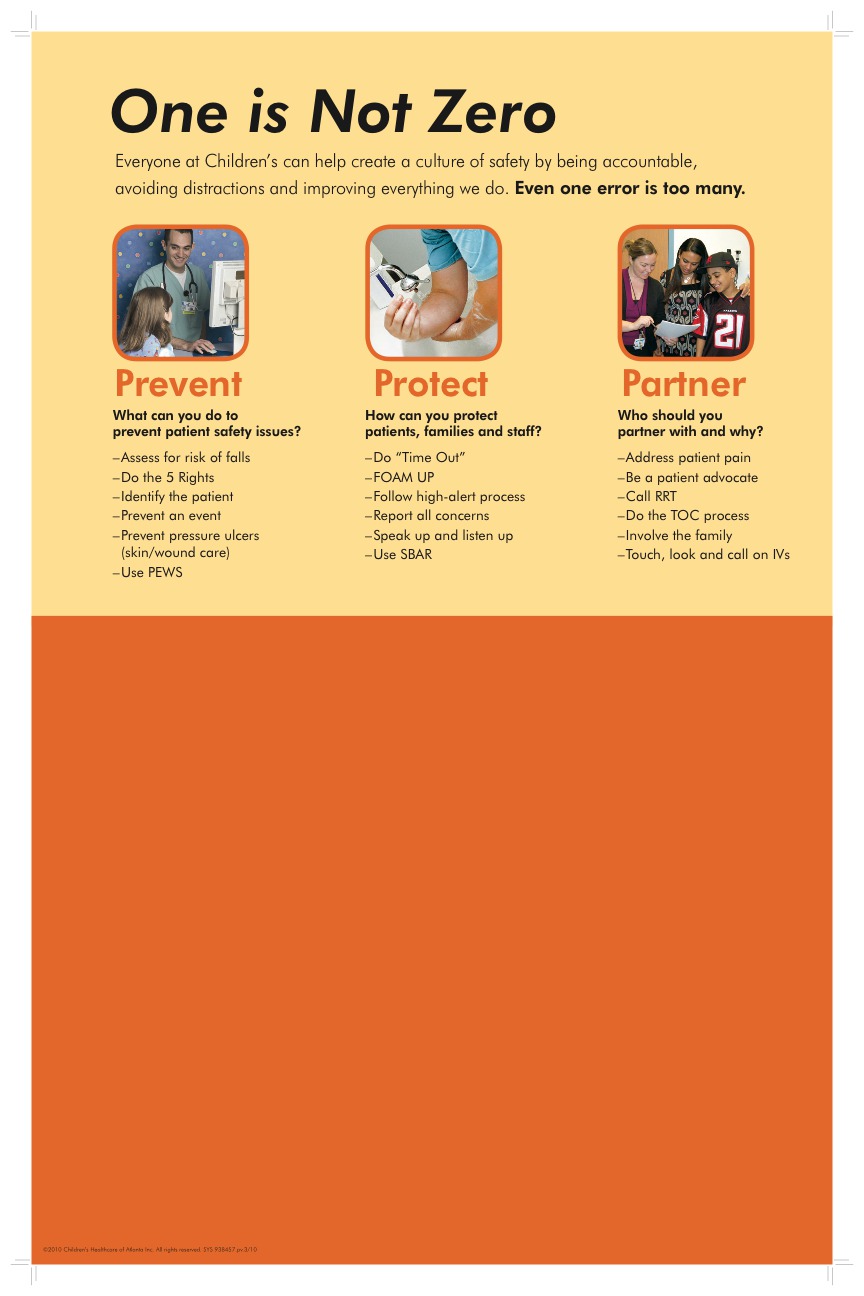 One is Not Zero
Everyone at Children's can help create a culture of safety by being accountable,
avoiding distractions and improving everything we do. Even one error is too many.
Prevent
What can you do to
prevent patient safety issues?
–Assess for risk of falls
–Do the 5 Rights
–Identify the patient
–Prevent an event
–Prevent pressure ulcers
(skin/wound care)
–Use PEWS
Protect
How can you protect
patients, families and staff?
–Do “Time Out”
–FOAM UP
–Follow high-alert process
–Report all concerns
–Speak up and listen up
–Use SBAR
Partner
Who should you
partner with and why?
–Address patient pain
–Be a patient advocate
–Call RRT
–Do the TOC process
–Involve the family
–Touch, look and call on IVs
21
©2010 Children's Healthcare of Atlanta Inc. All rights reserved. SYS 938457.pv.3/10